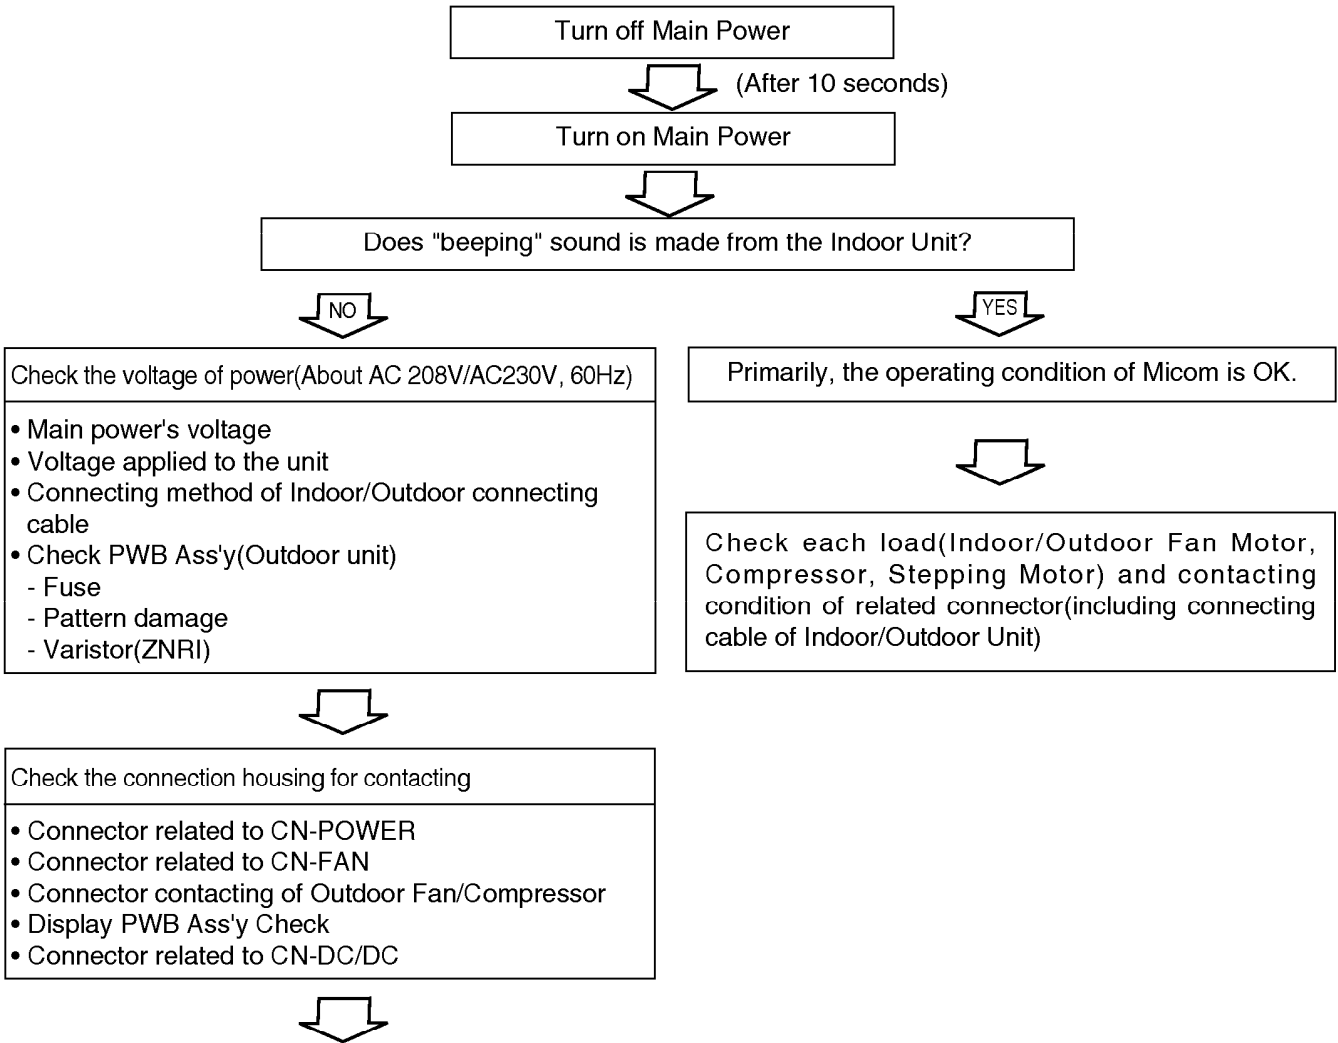 Turn off Main Power
(After 10 seconds)
Turn on Main Power
Does "beeping" sound is made from the Indoor Unit?
NO
YES
Check the voltage of power(About AC 208V/AC230V, 60Hz)
• Main power's voltage
• Voltage applied to the unit
• Connecting method of Indoor/Outdoor connecting
cable
• Check PWB Ass'y(Outdoor unit)
- Fuse
- Pattern damage
- Varistor(ZNRI)
Primarily, the operating condition of Micom is OK.
Check each load(Indoor/Outdoor Fan Motor,
Compressor, Stepping Motor) and contacting
condition of related connector(including connecting
cable of Indoor/Outdoor Unit)
Check the connection housing for contacting
• Connector related to CN-POWER
• Connector related to CN-FAN
• Connector contacting of Outdoor Fan/Compressor
• Display PWB Ass'y Check
• Connector related to CN-DC/DC